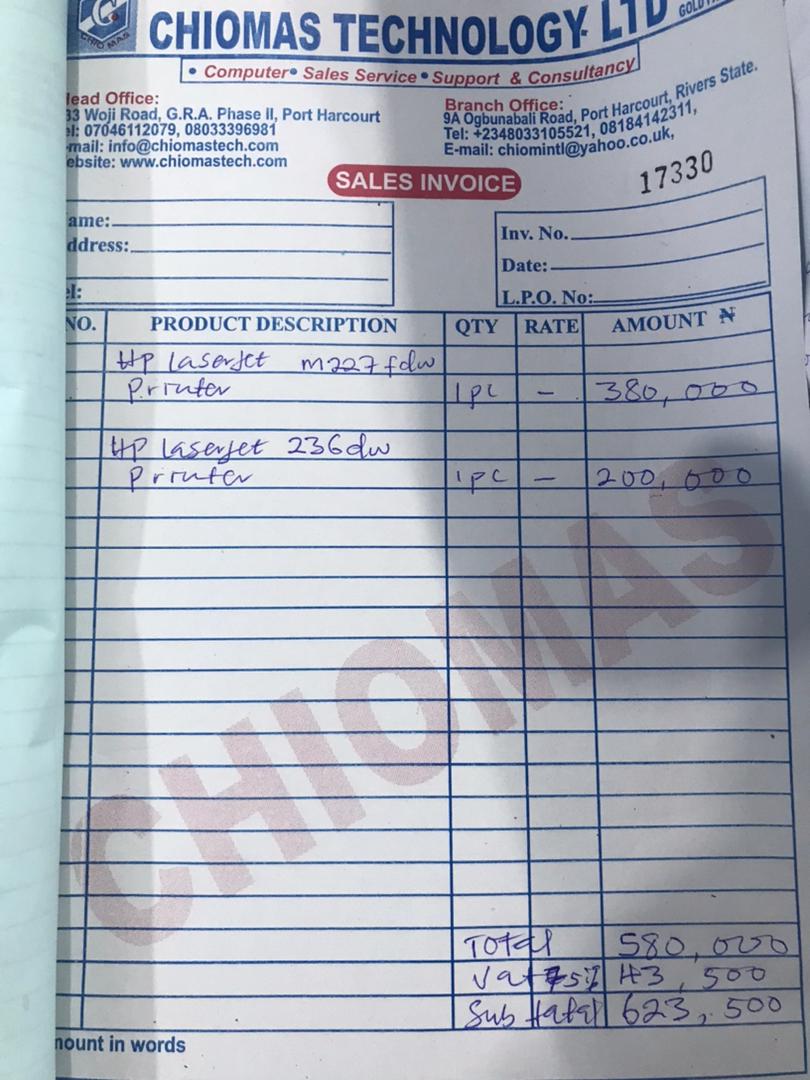 CHIOMAS TECHNOLOGY LTD
CHIOMAS
• Computer • Sales Service • Support & Consultancy
ead Office:
33 Woji Road, G.R.A. Phase II, Port Harcourt
el: 07046112079, 08033396981
-mail: info@chiomastech.com
ebsite: www.chiomastech.com
Branch Office:
9A Ogbunabali Road, Port Harcourt, Rivers State.
Tel: +2348033105521, 08184142311,
E-mail: chiomintl@yahoo.co.uk,
SALES INVOICE
17330
ame:
ddress:
el:
Inv. No.
Date:
L.P.O. No:
NO. PRODUCT DESCRIPTION QTY RATE AMOUNT ₦
HP LaserJet m227fdw
Printer 1pc - 380,000
HP LaserJet 236dw
Printer 1pc - 200,000
CHIOMAS
Total 580,000
Vat 7.5% 43,500
Sub total 623,500
mount in words